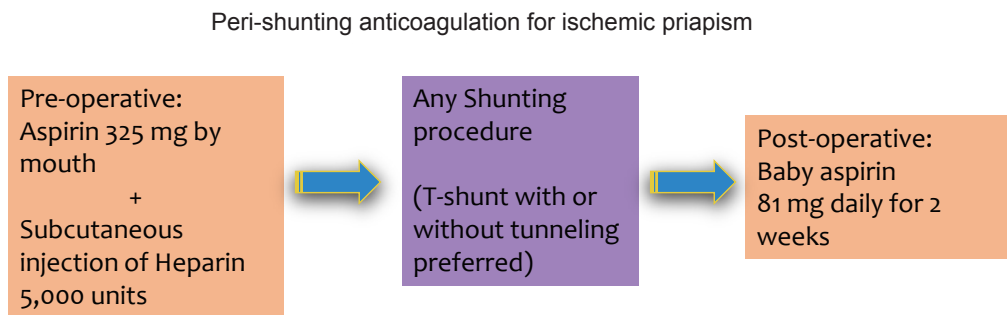 Peri-shunting anticoagulation for ischemic priapism
Pre-operative:
Aspirin 325 mg by
mouth
+
Subcutaneous
injection of Heparin
5,000 units
Any Shunting
procedure
(T-shunt with or
without tunneling
preferred)
Post-operative:
Baby aspirin
81 mg daily for 2
weeks